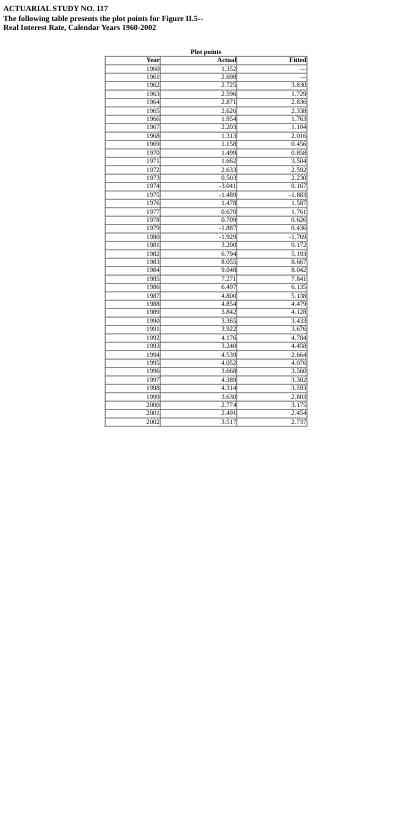 ACTUARIAL STUDY NO. 117
The following table presents the plot points for Figure II.5--
Real Interest Rate, Calendar Years 1960-2002
Plot points
Year Actual Fitted
1960 1.352 —
1961 2.698 —
1962 2.725 3.830
1963 2.596 1.729
1964 2.871 2.836
1965 2.626 2.338
1966 1.954 1.763
1967 2.203 1.104
1968 1.313 2.016
1969 1.158 0.456
1970 1.499 0.858
1971 1.662 3.504
1972 2.633 2.592
1973 0.503 2.230
1974 -3.041 0.167
1975 -1.489 -1.883
1976 1.478 1.587
1977 0.670 1.761
1978 0.709 0.626
1979 -1.887 0.436
1980 -1.929 -1.769
1981 3.200 0.172
1982 6.794 5.193
1983 8.055 8.667
1984 9.048 8.042
1985 7.271 7.841
1986 6.497 6.135
1987 4.800 5.138
1988 4.854 4.479
1989 3.842 4.128
1990 3.365 3.433
1991 3.922 3.676
1992 4.176 4.784
1993 3.240 4.458
1994 4.539 2.664
1995 4.052 4.976
1996 3.668 3.560
1997 4.389 3.302
1998 4.314 3.593
1999 3.630 2.803
2000 2.774 3.175
2001 2.491 2.454
2002 3.517 2.737